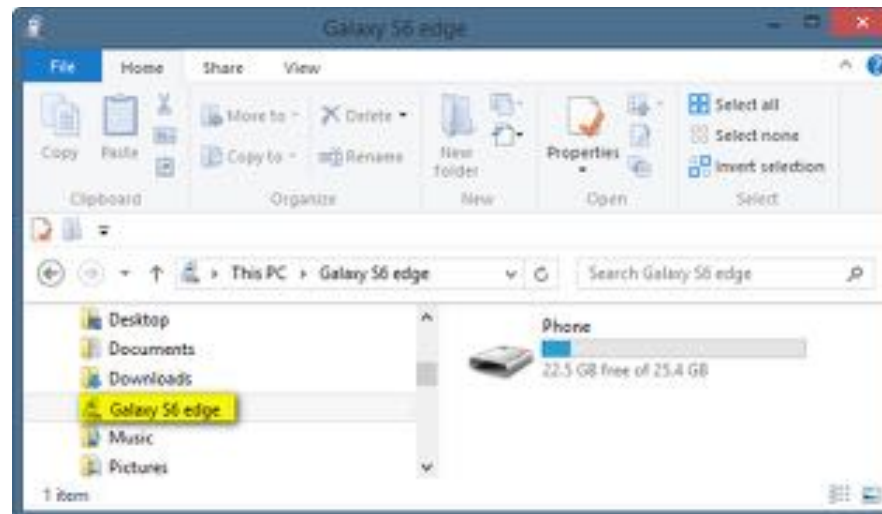 Galaxy S6 edge
File Home Share View
Copy Paste Move to Copy to Delete Rename New folder Properties Select all Select none Invert selection
Clipboard Organize New Open Select
This PC Galaxy S6 edge Search Galaxy S6 edge
Desktop
Documents
Downloads
Galaxy S6 edge
Music
Pictures
Phone
22.5 GB free of 25.4 GB
1 item